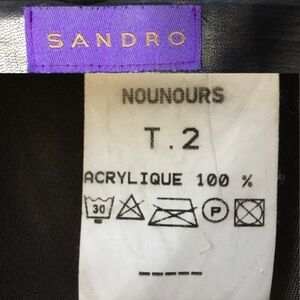 SANDRO
NOUNOURS
T.2
ACRYLIQUE 100 %
30 P